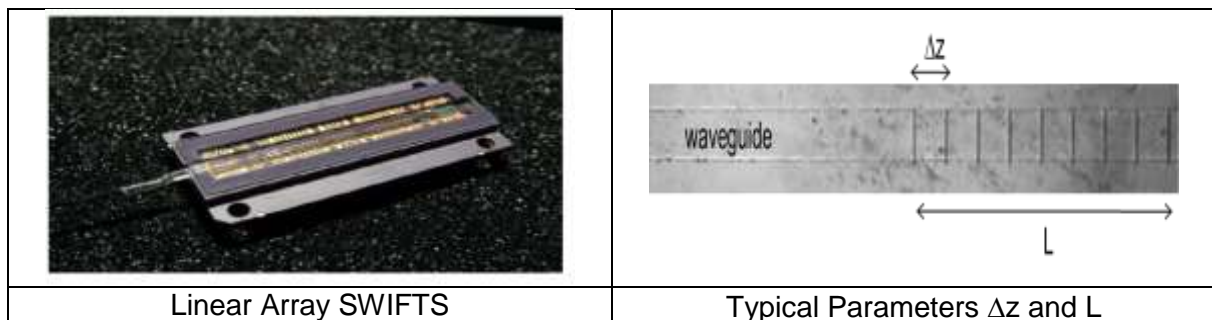 Δz
waveguide
L
Linear Array SWIFTS
Typical Parameters Δz and L